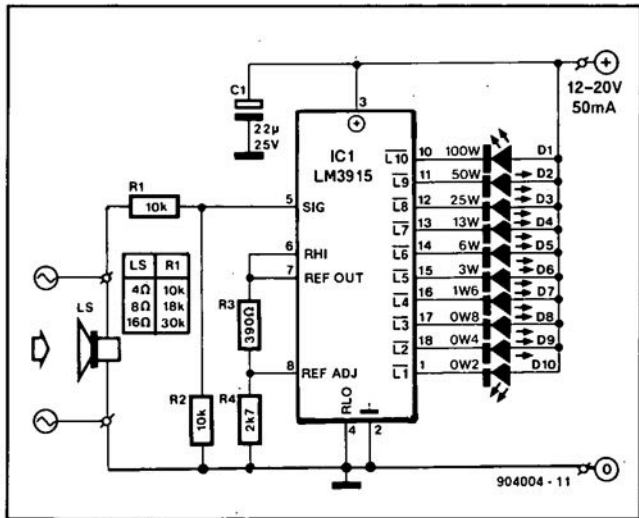 C1
22µ
25V
3
+
12–20V
50mA
IC1
LM3915
R1
10k
5
SIG
LS R1
4Ω 10k
8Ω 18k
16Ω 30k
LS
6
RHI
7
REF OUT
R3
390Ω
8
REF ADJ
R2
10k
R4
2k7
RLO
4
2
L10 10 100W D1
L9 11 50W D2
L8 12 25W D3
L7 13 13W D4
L6 14 6W D5
L5 15 3W D6
L4 16 1W6 D7
L3 17 0W8 D8
L2 18 0W4 D9
L1 1 0W2 D10
0
904004 - 11